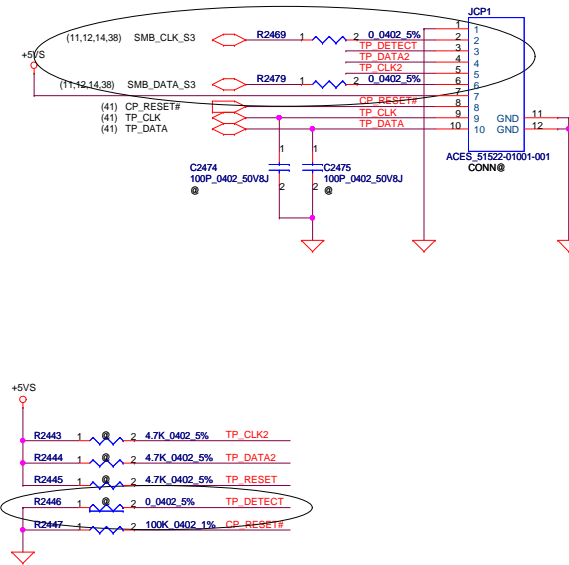 JCP1
(11,12,14,38) SMB_CLK_S3 R2469 1 2 0_0402_5% 1 1
2 2
TP_DETECT 3 3
TP_DATA2 4 4
+5VS TP_CLK2 5 5
(11,12,14,38) SMB_DATA_S3 R2479 1 2 0_0402_5% 6 6
7 7
(41) CP_RESET# CP_RESET# 8 8
(41) TP_CLK TP_CLK 9 9 GND 11
(41) TP_DATA TP_DATA 10 10 GND 12
1 1
ACES_51522-01001-001
CONN@
C2474 C2475
100P_0402_50V8J 100P_0402_50V8J
@ 2 @ 2
+5VS
R2443 1 @ 2 4.7K_0402_5% TP_CLK2
R2444 1 @ 2 4.7K_0402_5% TP_DATA2
R2445 1 @ 2 4.7K_0402_5% TP_RESET
R2446 1 @ 2 0_0402_5% TP_DETECT
R2447 1 2 100K_0402_1% CP_RESET#